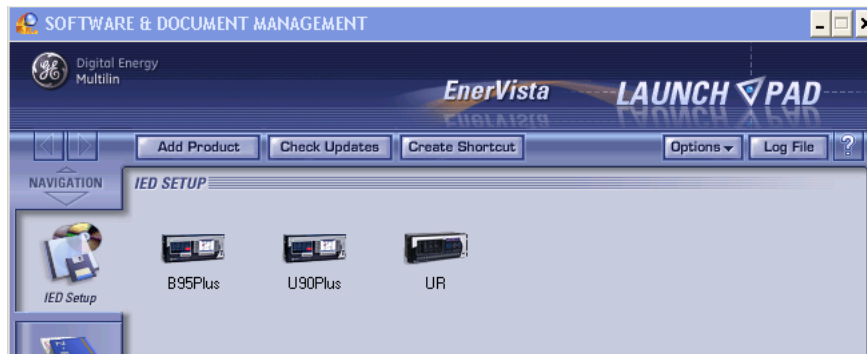 SOFTWARE & DOCUMENT MANAGEMENT
GE
Digital Energy
Multilin
EnerVista LAUNCH PAD
Add Product Check Updates Create Shortcut Options Log File ?
NAVIGATION
IED SETUP
B95Plus U90Plus UR
IED Setup